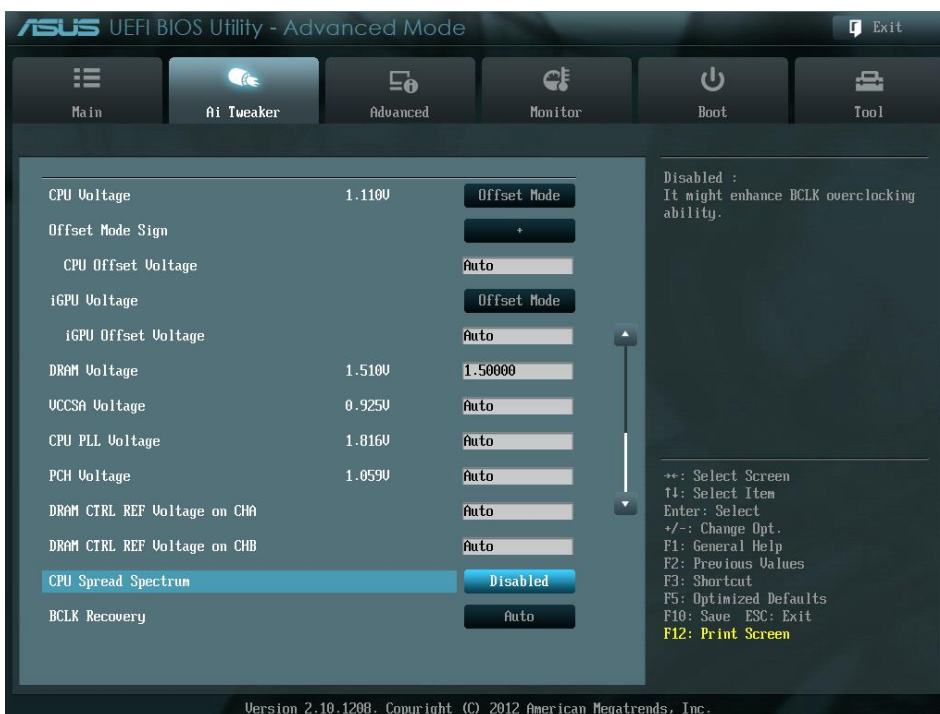 ASUS UEFI BIOS Utility - Advanced Mode
Exit
Main
Ai Tweaker
Advanced
Monitor
Boot
Tool
CPU Voltage 1.110V Offset Mode
Offset Mode Sign +
CPU Offset Voltage Auto
iGPU Voltage Offset Mode
iGPU Offset Voltage Auto
DRAM Voltage 1.510V 1.50000
VCCSA Voltage 0.925V Auto
CPU PLL Voltage 1.816V Auto
PCH Voltage 1.059V Auto
DRAM CTRL REF Voltage on CHA Auto
DRAM CTRL REF Voltage on CHB Auto
CPU Spread Spectrum Disabled
BCLK Recovery Auto
Disabled :
It might enhance BCLK overclocking
ability.
→←: Select Screen
↑↓: Select Item
Enter: Select
+/-: Change Opt.
F1: General Help
F2: Previous Values
F3: Shortcut
F5: Optimized Defaults
F10: Save ESC: Exit
F12: Print Screen
Version 2.10.1208. Copyright (C) 2012 American Megatrends, Inc.